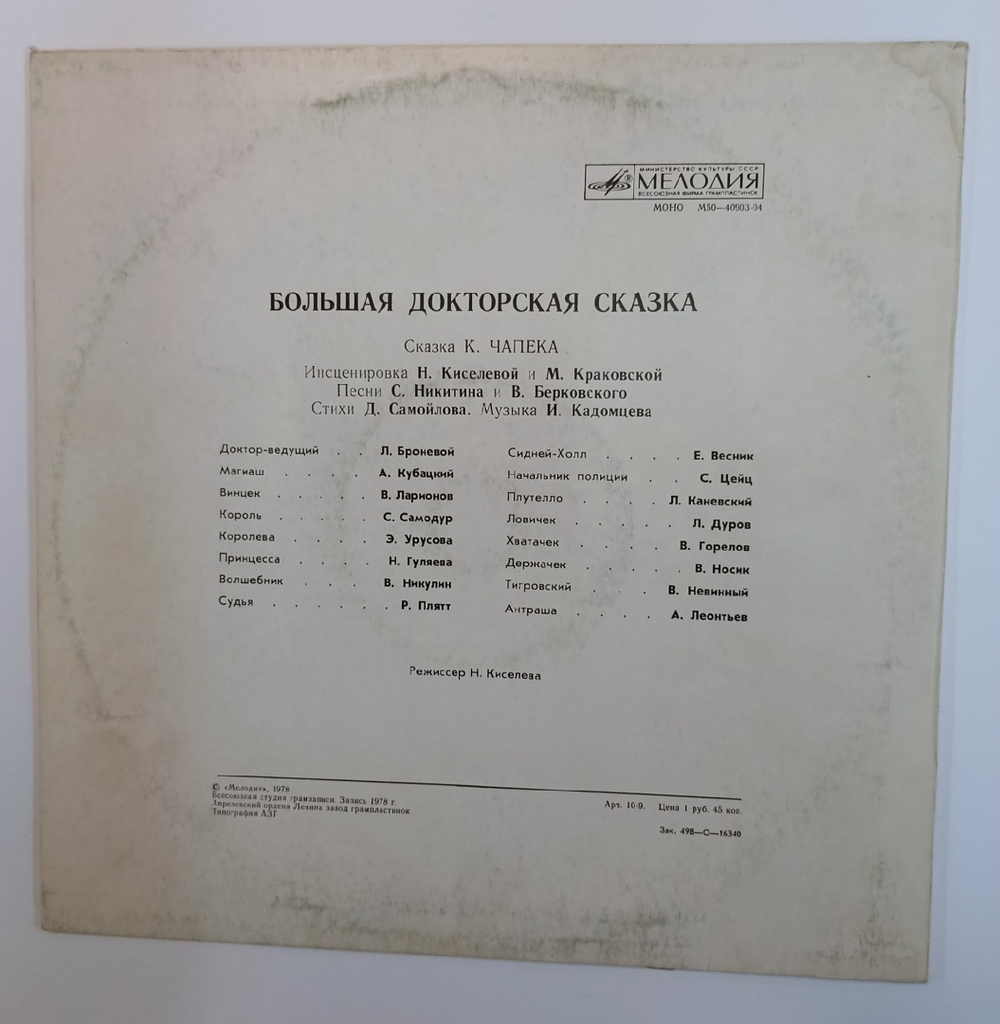 МИНИСТЕРСТВО КУЛЬТУРЫ СССР
МЕЛОДИЯ
ВСЕСОЮЗНАЯ ФИРМА ГРАМПЛАСТИНОК
МОНО М50—40903-04
БОЛЬШАЯ ДОКТОРСКАЯ СКАЗКА
Сказка К. ЧАПЕКА
Инсценировка Н. Киселевой и М. Краковской
Песни С. Никитина и В. Берковского
Стихи Д. Самойлова. Музыка И. Кадомцева
Доктор-ведущий . . Л. Броневой
Магиаш . . . . А. Кубацкий
Винцек . . . . . В. Ларионов
Король . . . . . С. Самодур
Королева . . . . Э. Урусова
Принцесса . . . . Н. Гуляева
Волшебник . . . В. Никулин
Судья . . . . . . Р. Плятт
Сидней-Холл . . . . Е. Весник
Начальник полиции . . С. Цейц
Плутелло . . . . Л. Каневский
Ловичек . . . . . Л. Дуров
Хватачек . . . . В. Горелов
Держачек . . . . . В. Носик
Тигровский . . . В. Невинный
Антраша . . . . А. Леонтьев
Режиссер Н. Киселева
© «Мелодия», 1978
Всесоюзная студия грамзаписи. Запись 1978 г.
Апрелевский ордена Ленина завод грампластинок
Типография АЗГ
Арт. 10-9. Цена 1 руб. 45 коп.
Зак. 498—О—16340